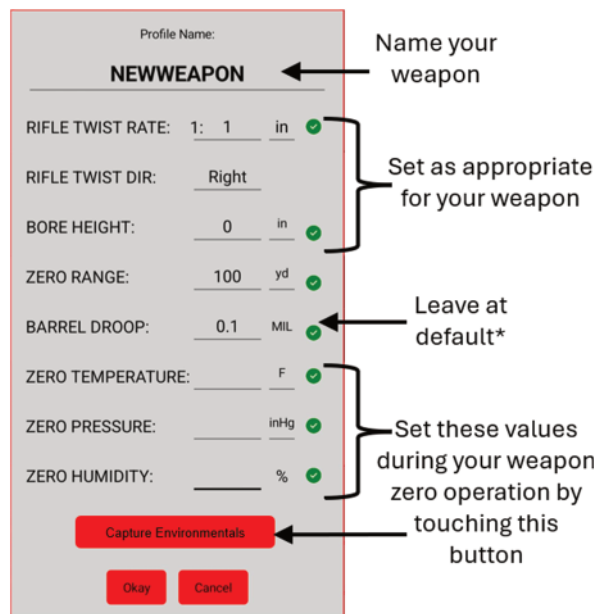 Profile Name:
NEWWEAPON
Name your
weapon
RIFLE TWIST RATE: 1: 1 in
RIFLE TWIST DIR: Right
BORE HEIGHT: 0 in
Set as appropriate
for your weapon
ZERO RANGE: 100 yd
BARREL DROOP: 0.1 MIL
Leave at
default*
ZERO TEMPERATURE: F
ZERO PRESSURE: inHg
ZERO HUMIDITY: %
Set these values
during your weapon
zero operation by
touching this
button
Capture Environmentals
Okay Cancel